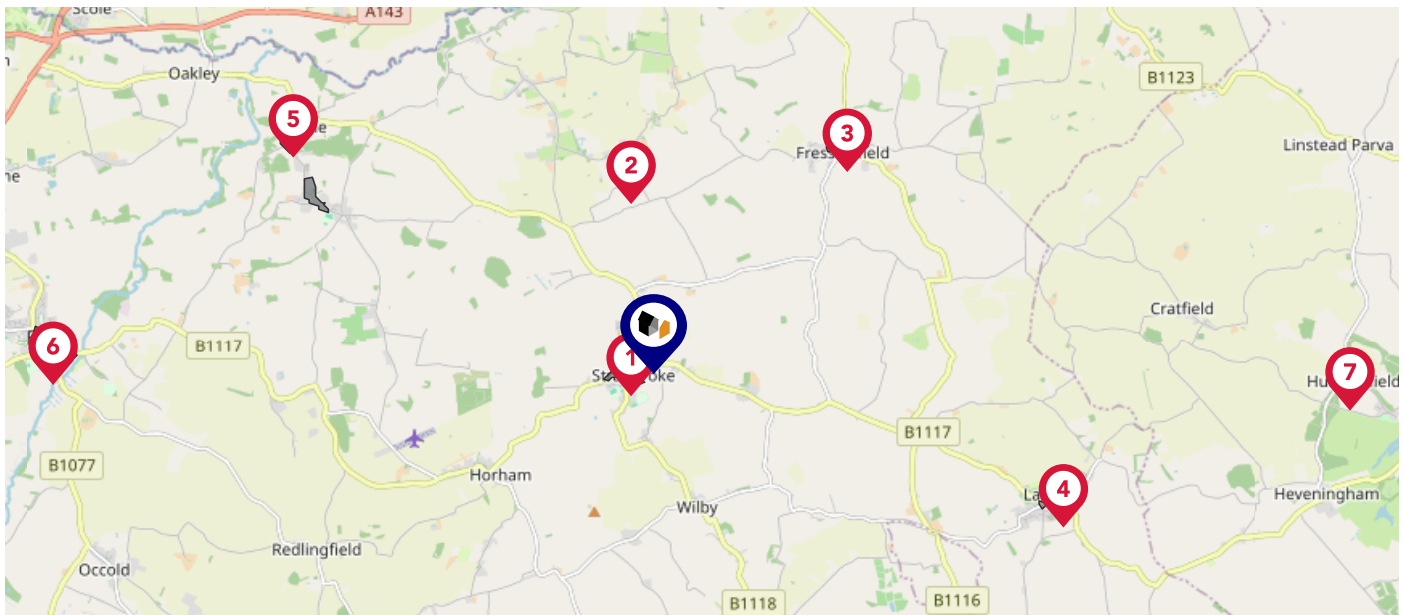 Scole
A143
Oakley
B1123
5
3
2
Linstead Parva
Cratfield
B1117
6
1
7
B1117
B1077
Horham
4
Heveningham
Wilby
Redlingfield
Occold
B1118
B1116